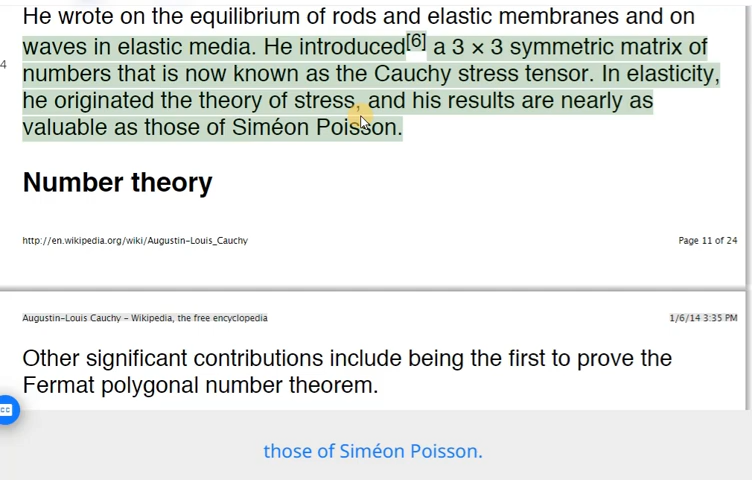 He wrote on the equilibrium of rods and elastic membranes and on
waves in elastic media. He introduced[6] a 3 × 3 symmetric matrix of
4
numbers that is now known as the Cauchy stress tensor. In elasticity,
he originated the theory of stress, and his results are nearly as
valuable as those of Siméon Poisson.
Number theory
http://en.wikipedia.org/wiki/Augustin-Louis_Cauchy Page 11 of 24
Augustin-Louis Cauchy – Wikipedia, the free encyclopedia 1/6/14 3:35 PM
Other significant contributions include being the first to prove the
Fermat polygonal number theorem.
CC
those of Siméon Poisson.